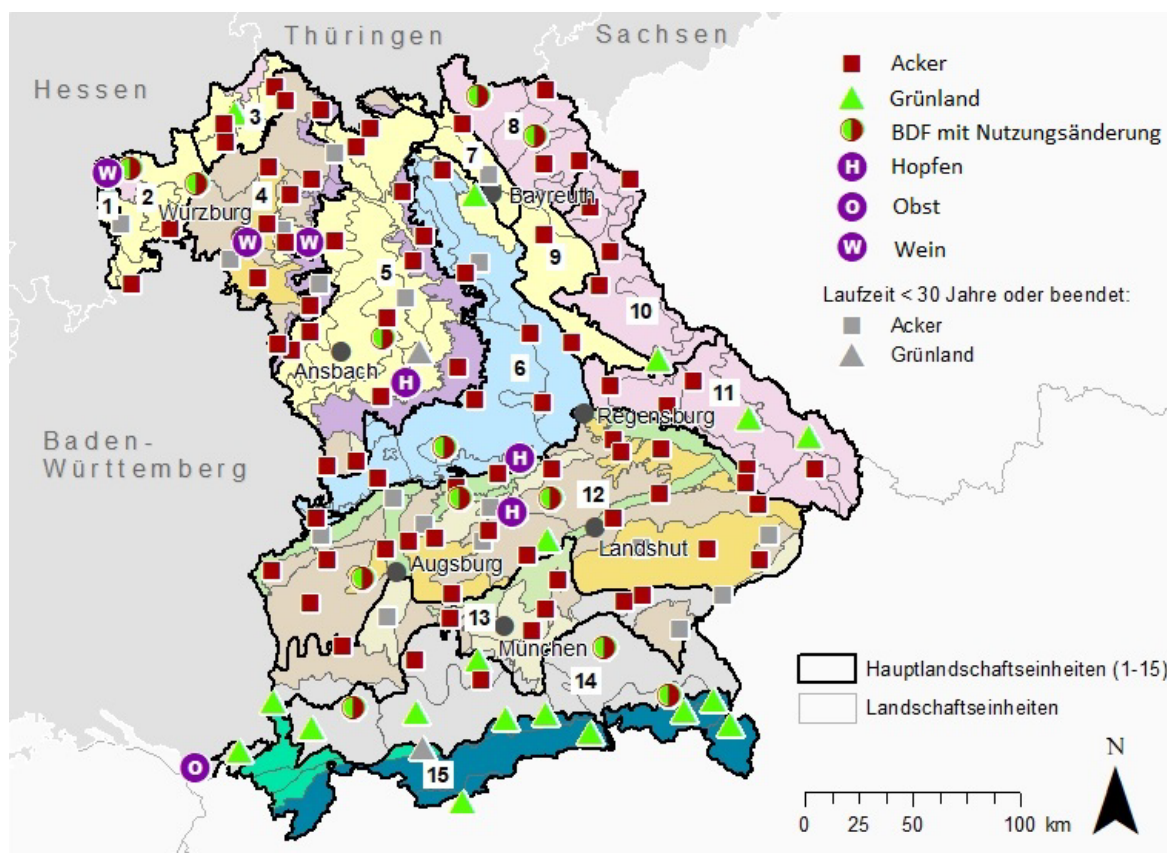 Thüringen
Sachsen
Hessen
Acker
Grünland
BDF mit Nutzungsänderung
H Hopfen
O Obst
W Wein
Laufzeit < 30 Jahre oder beendet:
Acker
Grünland
3
8
7
W
2
1
4
Würzburg
Bayreuth
W
W
5
9
10
6
Ansbach
H
11
Regensburg
Baden-
Württemberg
H
12
H
Landshut
Augsburg
13
München
14
15
O
Hauptlandschaftseinheiten (1-15)
Landschaftseinheiten
N
0 25 50 100 km